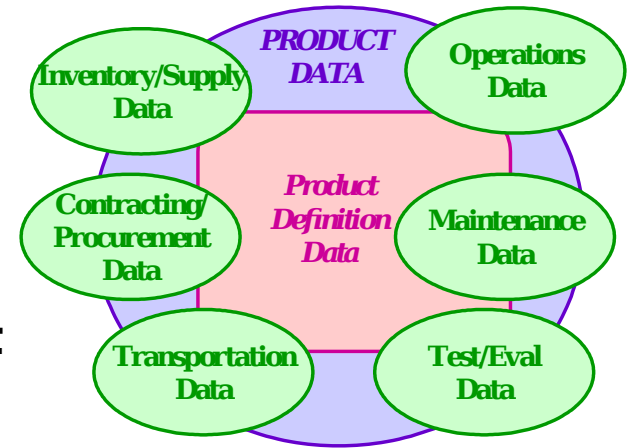 PRODUCT
DATA
Operations
Data
Inventory/Supply
Data
Product
Definition
Data
Contracting/
Procurement
Data
Maintenance
Data
Transportation
Data
Test/Eval
Data